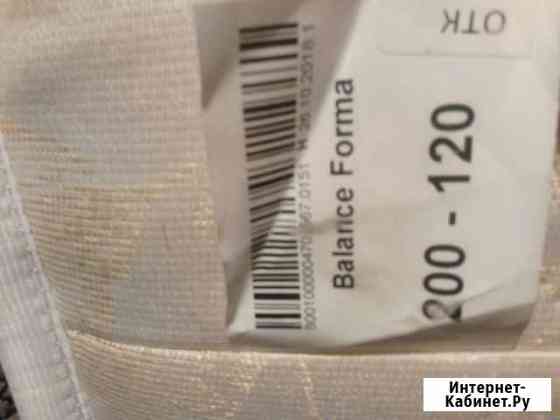 ОТК
Balance Forma
200 - 120
Интернет-
Кабинет.Ру